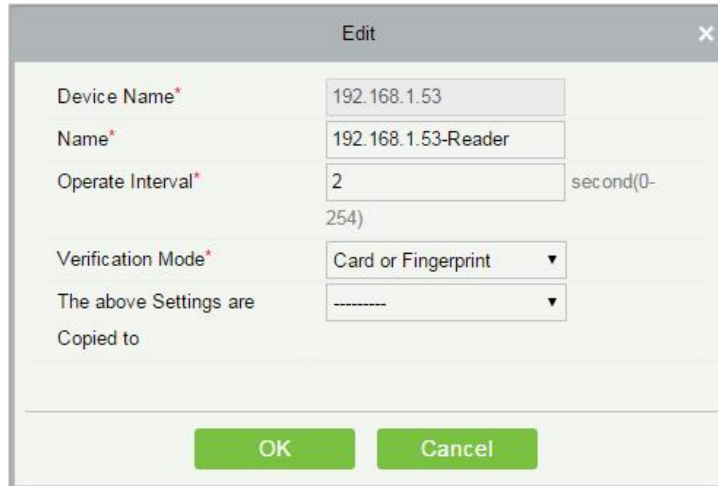 Edit ×
Device Name* 192.168.1.53
Name* 192.168.1.53-Reader
Operate Interval* 2 second(0-
254)
Verification Mode* Card or Fingerprint ▼
The above Settings are --------- ▼
Copied to
OK Cancel